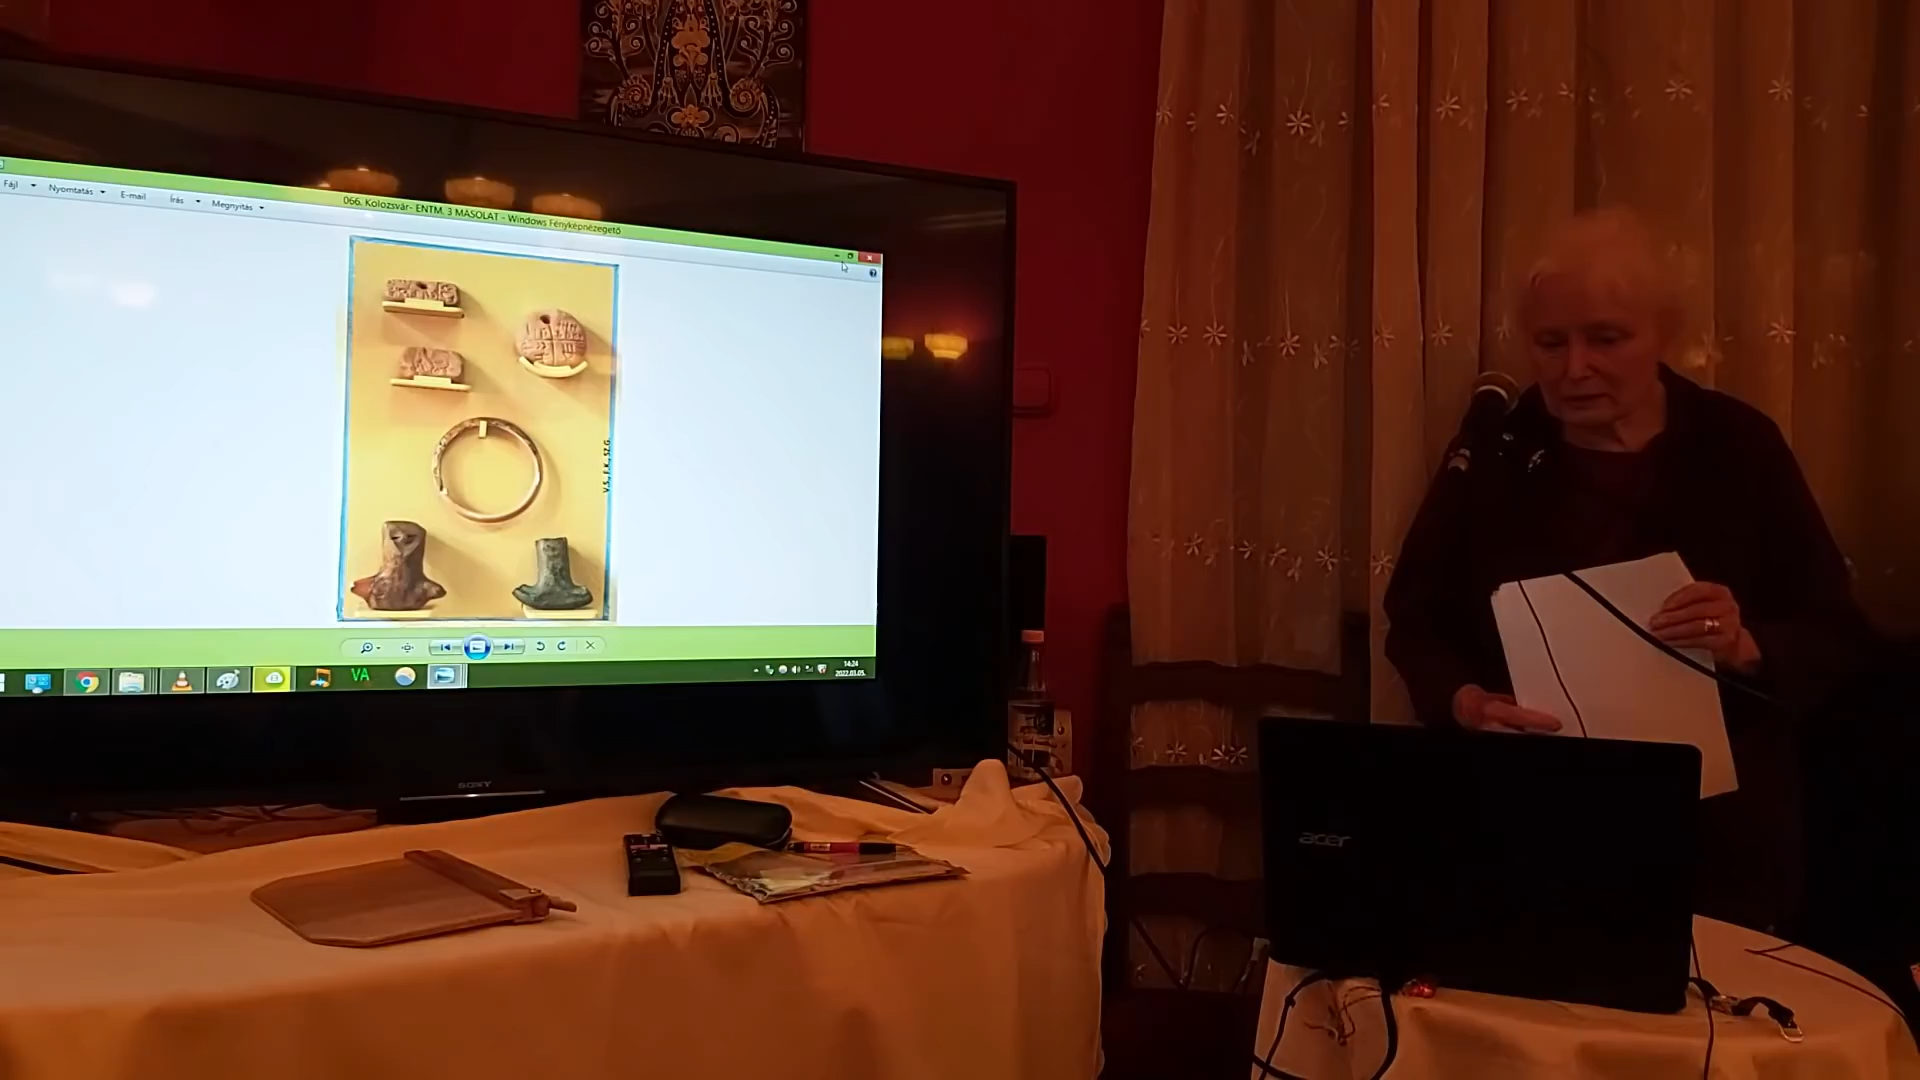 066. Kolozsvár- ENTM. 3 MÁSOLAT - Windows Fényképnézegető
Fájl Nyomtatás E-mail Írás Megnyitás
V.S., F.K., SZ.G.
VA
14:24
2022.03.05.
SONY
acer